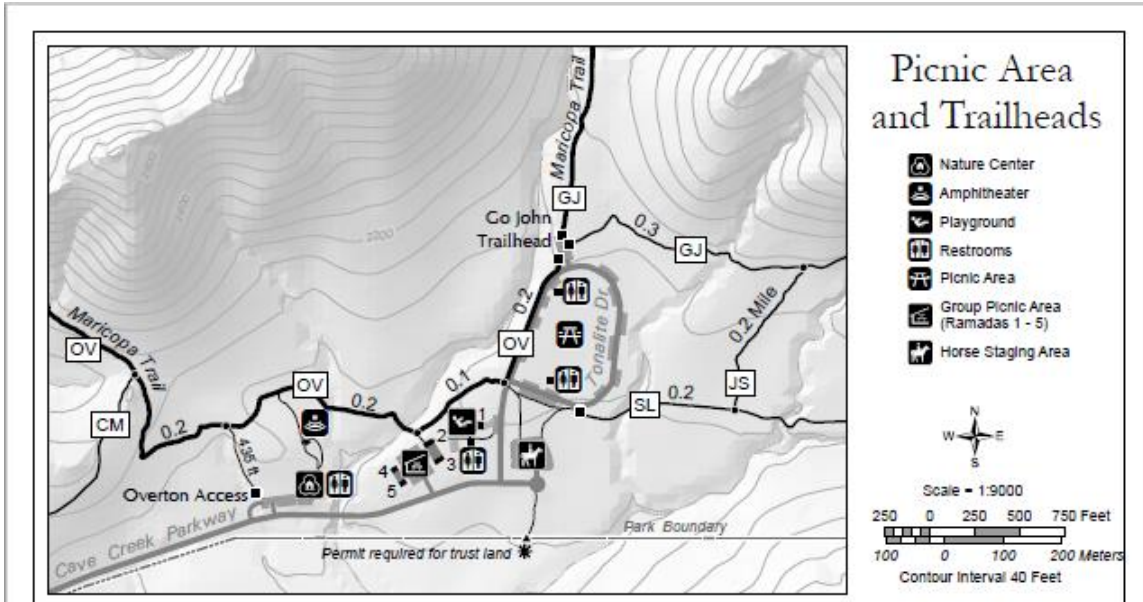 Picnic Area
and Trailheads
Nature Center
Amphitheater
Playground
Restrooms
Picnic Area
Group Picnic Area
(Ramadas 1 - 5)
Horse Staging Area
N
W E
S
Scale = 1:9000
250 0 250 500 750 Feet
100 0 100 200 Meters
Contour Interval 40 Feet
Maricopa Trail
GJ
Go John
Trailhead
0.3
GJ
2200
0.2
Tonalite Dr.
0.2 Mile
Maricopa Trail
OV
OV
OV
0.1
0.2
JS
SL
0.2
CM
0.2
435 ft
1
2
3
4
5
Overton Access
Cave Creek Parkway
Park Boundary
Permit required for trust land